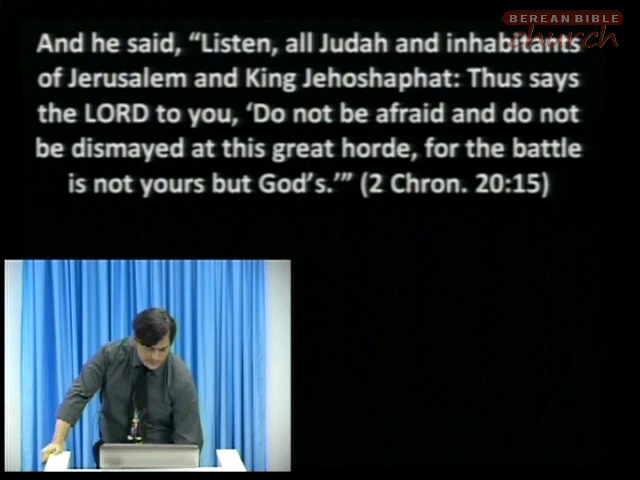 BEREAN BIBLE
church
And he said, “Listen, all Judah and inhabitants
of Jerusalem and King Jehoshaphat: Thus says
the LORD to you, ‘Do not be afraid and do not
be dismayed at this great horde, for the battle
is not yours but God’s.’” (2 Chron. 20:15)